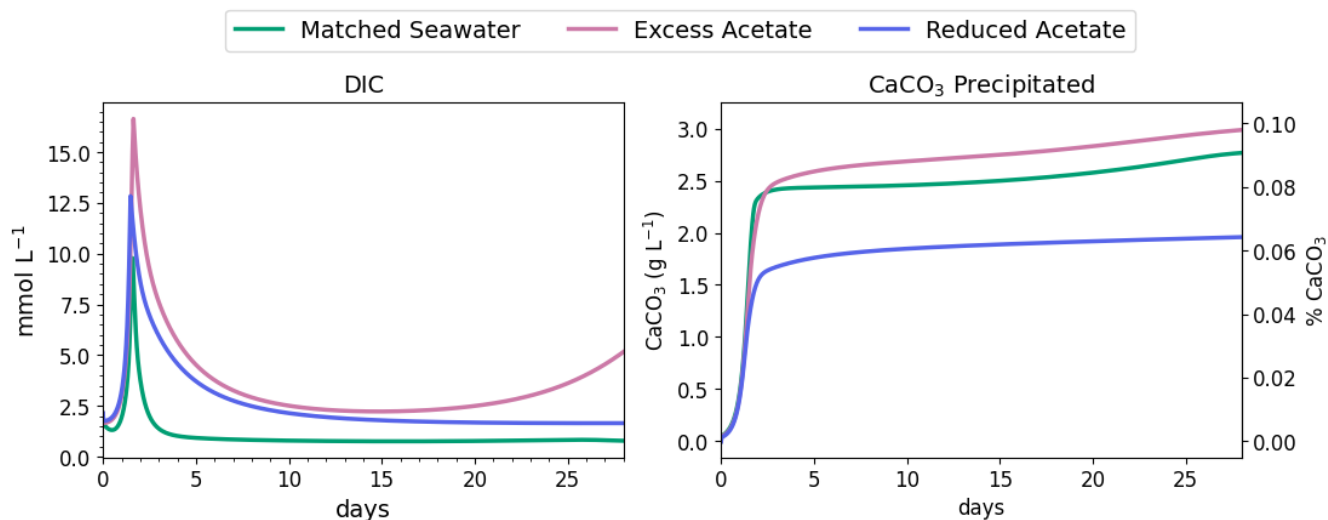 Matched Seawater Excess Acetate Reduced Acetate
DIC
mmol L⁻¹
15.0
12.5
10.0
7.5
5.0
2.5
0.0
0 5 10 15 20 25
days
CaCO₃ Precipitated
CaCO₃ (g L⁻¹)
3.0
2.5
2.0
1.5
1.0
0.5
0.0
0 5 10 15 20 25
days
0.10
0.08
0.06
0.04
0.02
0.00
% CaCO₃